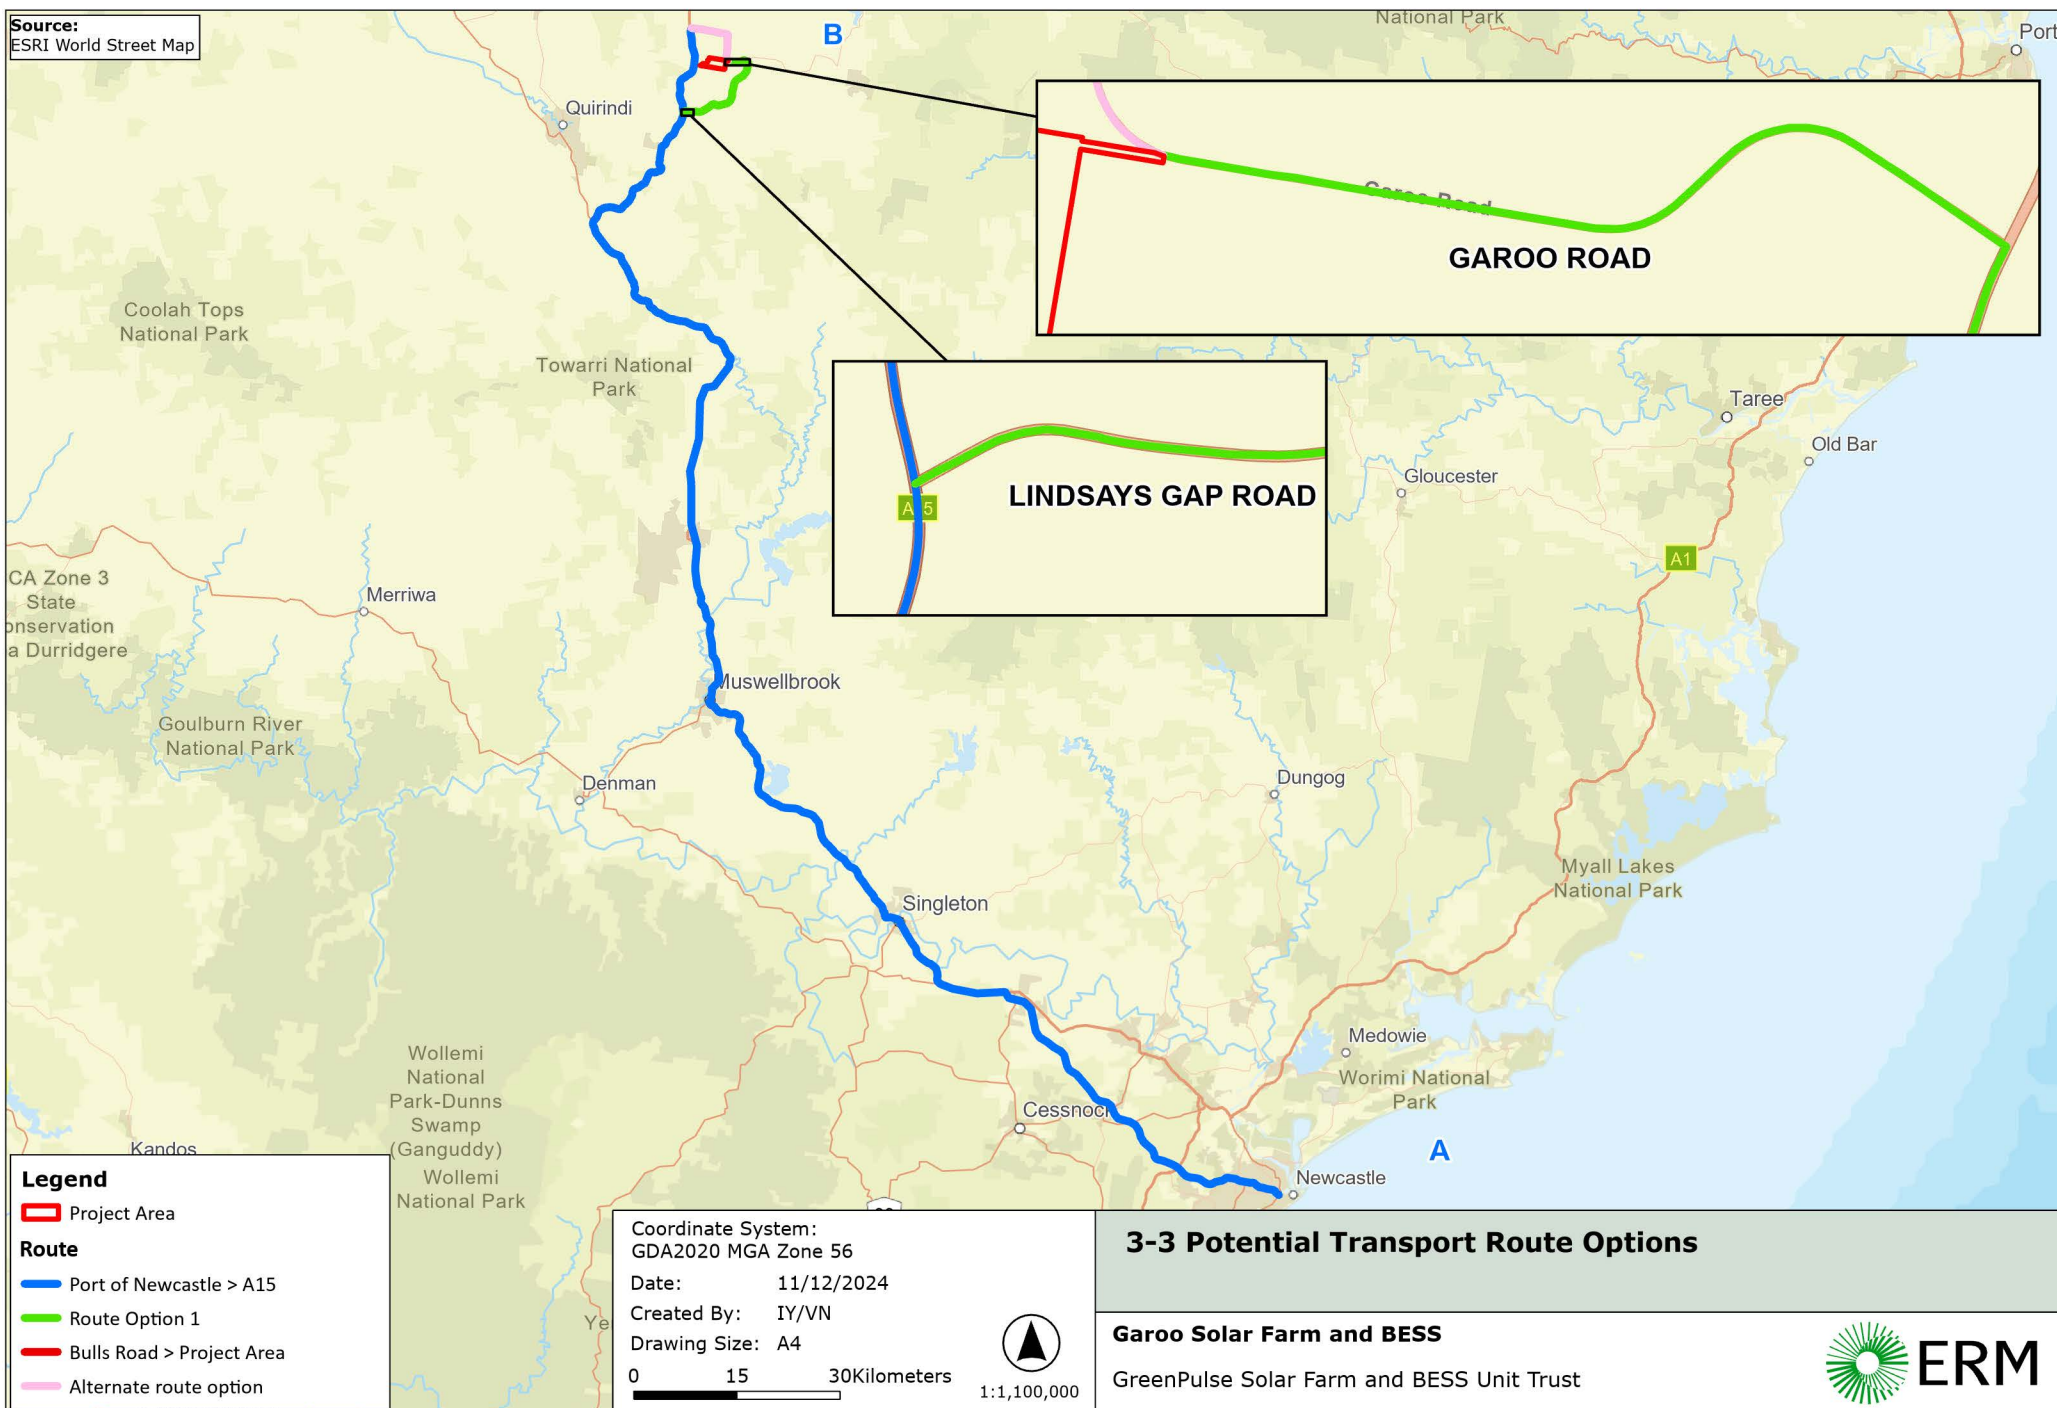 Source:
ESRI World Street Map
B
National Park
Port
Quirindi
Garoo Road
GAROO ROAD
Coolah Tops
National Park
Towarri National
Park
Taree
Old Bar
Gloucester
LINDSAYS GAP ROAD
A1
CA Zone 3
State
onservation
a Durridgere
Merriwa
Muswellbrook
Goulburn River
National Park
Denman
Dungog
Myall Lakes
National Park
Singleton
Medowie
Worimi National
Park
Wollemi
National
Park-Dunns
Swamp
(Ganguddy)
Wollemi
National Park
Cessnock
Kandos
A
Newcastle
Ye
Legend
Project Area
Route
Port of Newcastle > A15
Route Option 1
Bulls Road > Project Area
Alternate route option
Coordinate System:
GDA2020 MGA Zone 56
Date: 11/12/2024
Created By: IY/VN
Drawing Size: A4
0 15 30Kilometers
1:1,100,000
3-3 Potential Transport Route Options
Garoo Solar Farm and BESS
GreenPulse Solar Farm and BESS Unit Trust
ERM